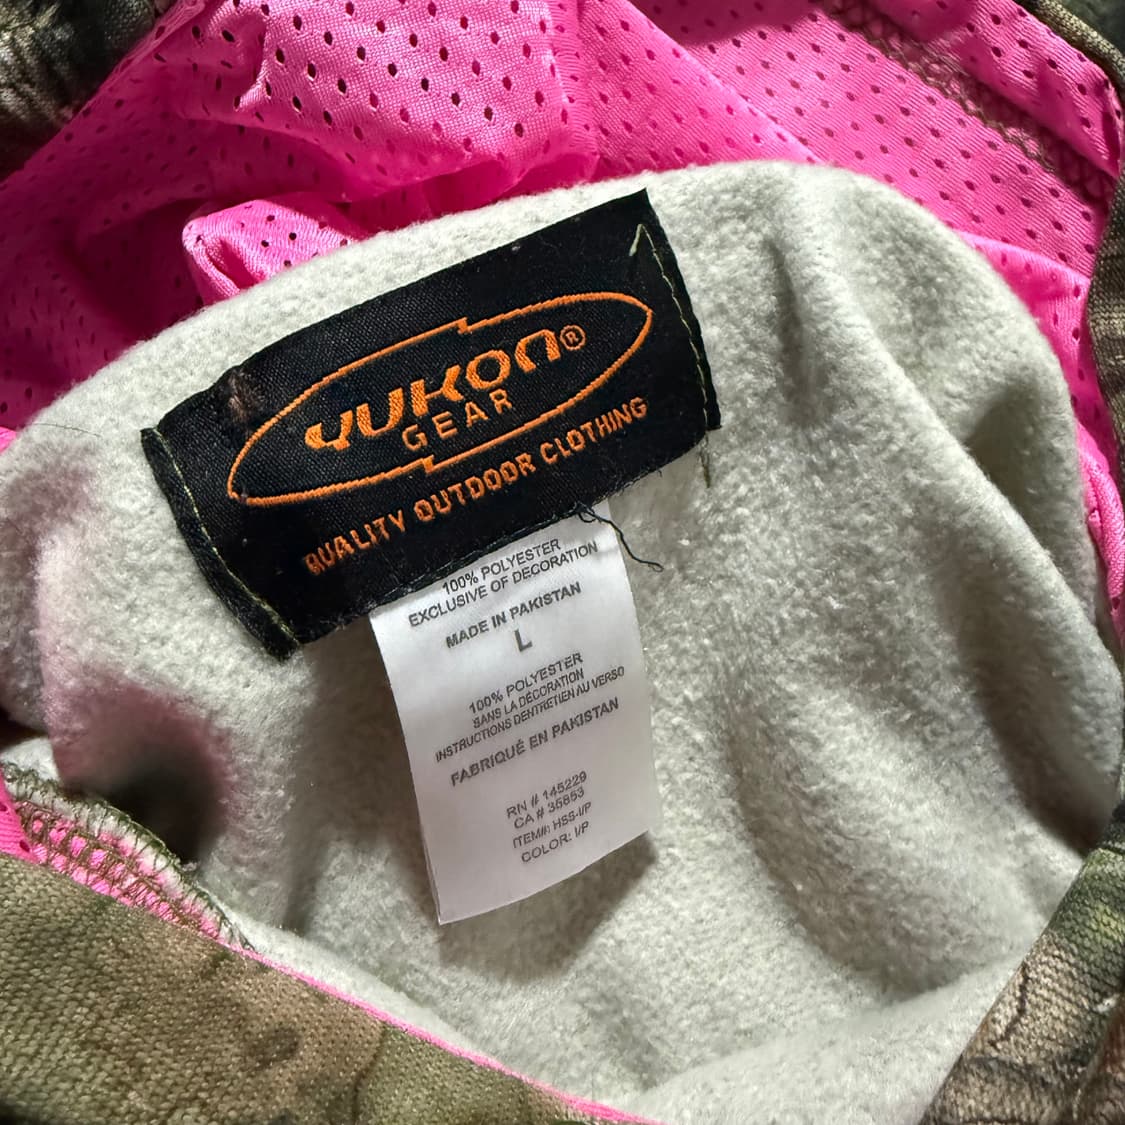 YUKON®
GEAR
QUALITY OUTDOOR CLOTHING
100% POLYESTER
EXCLUSIVE OF DECORATION
MADE IN PAKISTAN
L
100% POLYESTER
SANS LA DÉCORATION
INSTRUCTIONS DENTRETIEN AU VERSO
FABRIQUÉ EN PAKISTAN
RN # 145229
CA # 35853
ITEM#: HSS-I/P
COLOR: I/P